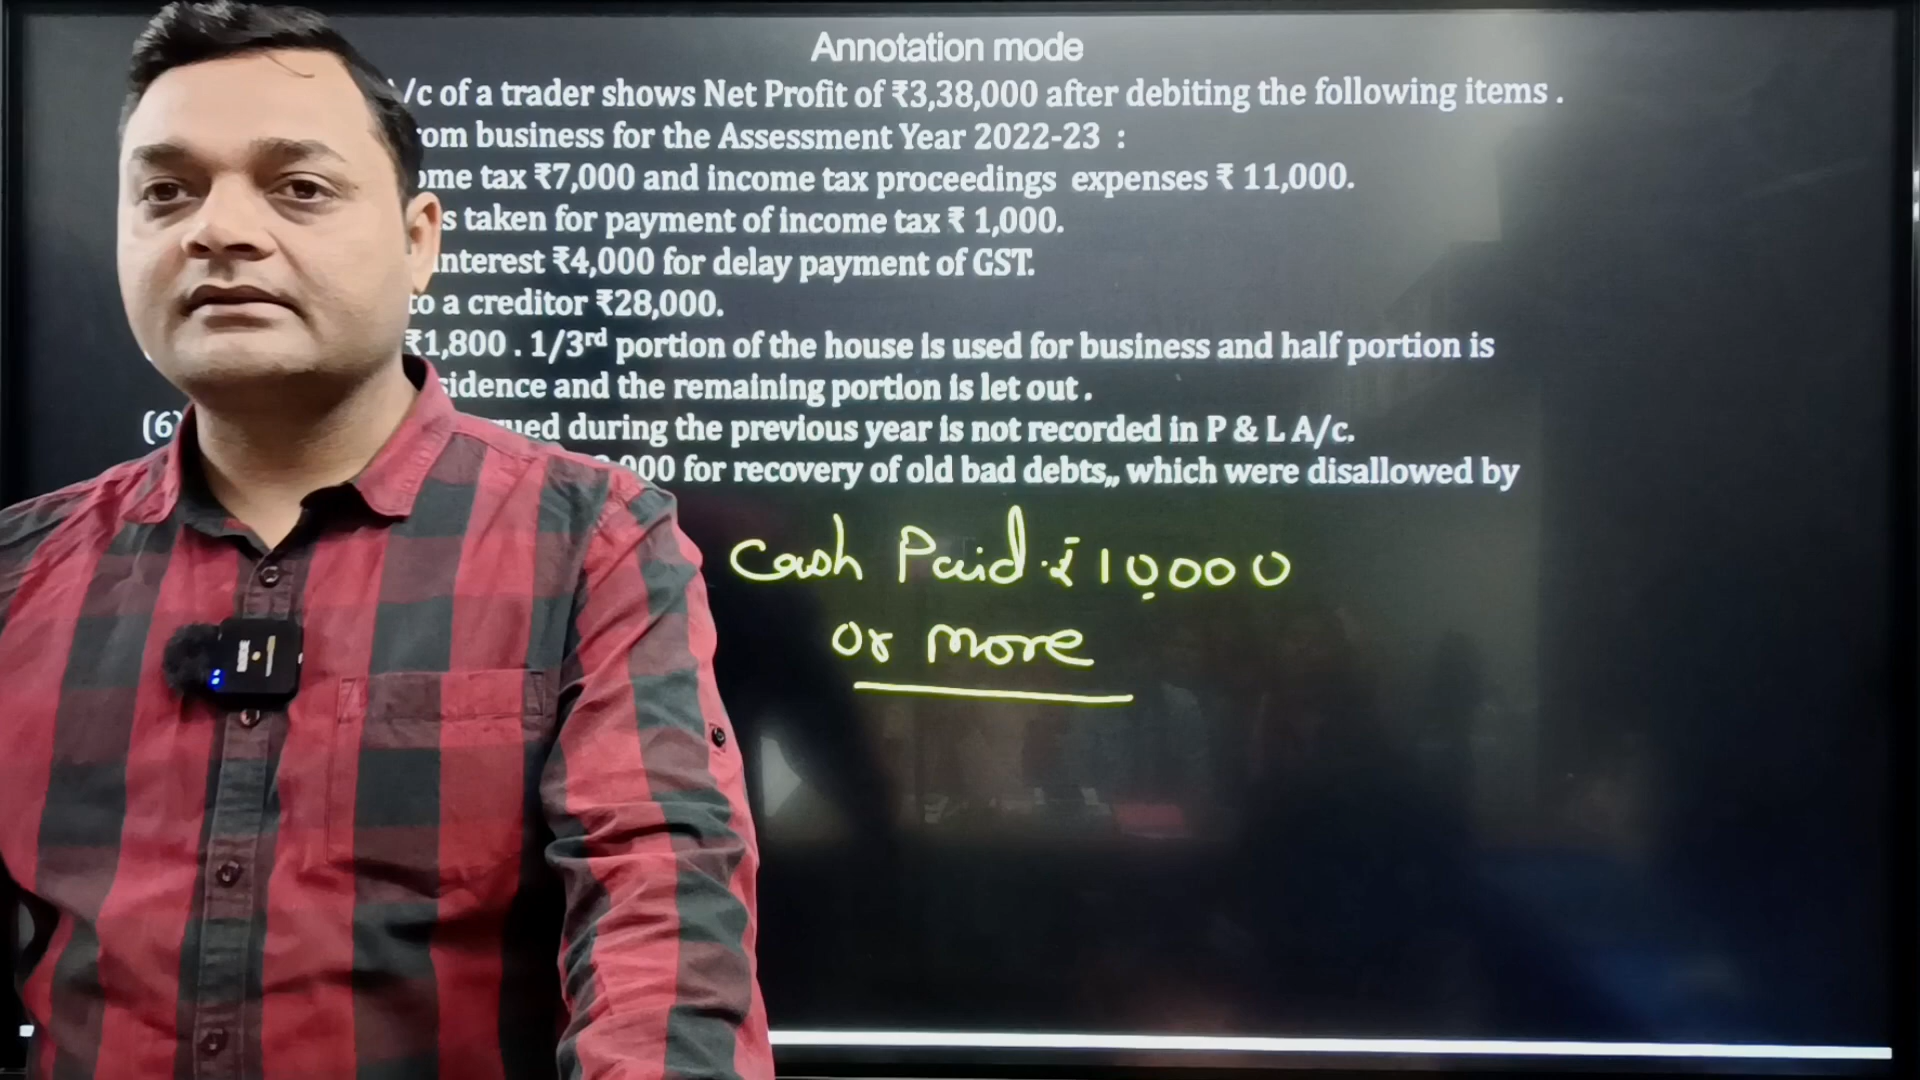 Annotation mode
/c of a trader shows Net Profit of ₹3,38,000 after debiting the following items .
om business for the Assessment Year 2022-23 :
ome tax ₹7,000 and income tax proceedings expenses ₹ 11,000.
s taken for payment of income tax ₹ 1,000.
interest ₹4,000 for delay payment of GST.
to a creditor ₹28,000.
₹1,800 . 1/3rd portion of the house is used for business and half portion is
sidence and the remaining portion is let out .
(6) ued during the previous year is not recorded in P & L A/c.
000 for recovery of old bad debts,, which were disallowed by
Cash Paid ₹ 10,000
or more